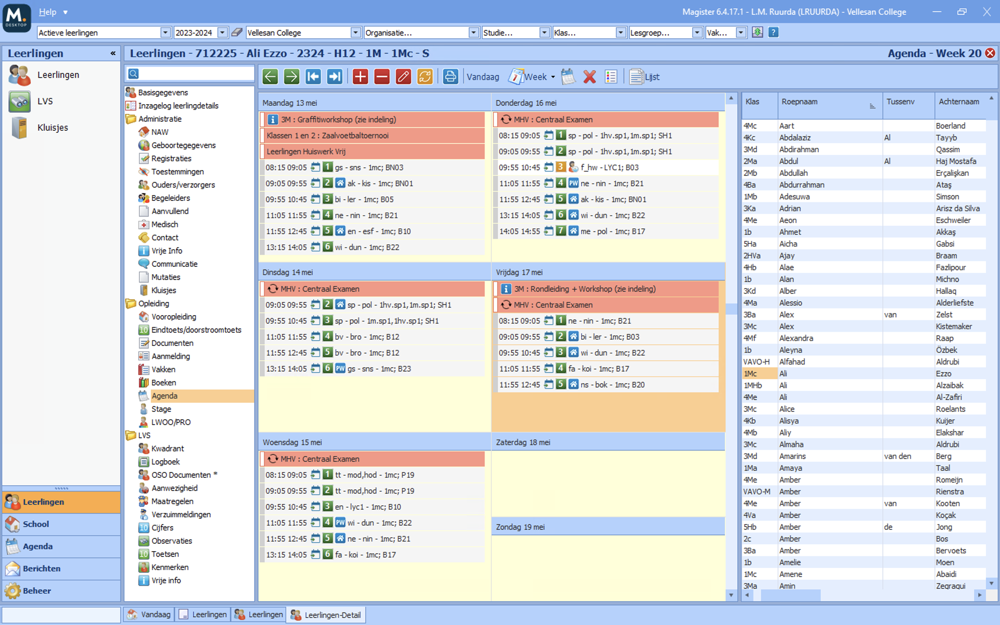 M.
DESKTOP
Help
Magister 6.4.17.1 - L.M. Ruurda (LRUURDA) - Vellesan College
Actieve leerlingen
2023-2024
Vellesan College
Organisatie...
Studie...
Klas...
Lesgroep...
Vak...
?
Leerlingen «
Leerlingen
LVS
Kluisjes
Leerlingen - 712225 - Ali Ezzo - 2324 - H12 - 1M - 1Mc - S
Agenda - Week 20
Basisgegevens
Inzagelog leerlingdetails
Administratie
NAW
Geboortegegevens
Registraties
Toestemmingen
Ouders/verzorgers
Begeleiders
Aanvullend
Medisch
Contact
Vrije Info
Communicatie
Mutaties
Kluisjes
Opleiding
Vooropleiding
10 Eindtoets/doorstroomtoets
Documenten
Aanmelding
Vakken
Boeken
Agenda
Stage
LWOO/PRO
LVS
Kwadrant
Logboek
OSO Documenten *
Aanwezigheid
Maatregelen
Verzuimmeldingen
10 Cijfers
Observaties
10 Toetsen
Kenmerken
Vrije info
Vandaag
7 Week
Lijst
Maandag 13 mei
i 3M : Graffitiworkshop (zie indeling)
Klassen 1 en 2 : Zaalvoetbaltoernooi
Leerlingen Huiswerk Vrij
08:15 09:05 1 gs - sns - 1mc; BN03
09:05 09:55 2 ak - kis - 1mc; BN01
09:55 10:45 3 bi - ler - 1mc; B05
11:05 11:55 4 ne - nin - 1mc; B21
11:55 12:45 5 en - esf - 1mc; B10
13:15 14:05 6 wi - dun - 1mc; B22
Dinsdag 14 mei
MHV : Centraal Examen
09:05 09:55 2 sp - pol - 1hv.sp1,1m.sp1; SH1
09:55 10:45 3 sp - pol - 1m.sp1,1hv.sp1; SH1
11:05 11:55 4 bv - bro - 1mc; B12
11:55 12:45 5 bv - bro - 1mc; B12
13:15 14:05 6 PW gs - sns - 1mc; B23
Woensdag 15 mei
MHV : Centraal Examen
08:15 09:05 1 tt - mod,hod - 1mc; P19
09:05 09:55 2 tt - mod,hod - 1mc; P19
09:55 10:45 3 en - lyc1 - 1mc; B10
11:05 11:55 4 PW wi - dun - 1mc; B22
11:55 12:45 5 ne - nin - 1mc; B21
13:15 14:05 6 fa - koi - 1mc; B17
Donderdag 16 mei
MHV : Centraal Examen
08:15 09:05 1 sp - pol - 1hv.sp1,1m.sp1; SH1
09:05 09:55 2 sp - pol - 1hv.sp1,1m.sp1; SH1
09:55 10:45 3 f_hw - LYC1; B03
11:05 11:55 4 PW ne - nin - 1mc; B21
11:55 12:45 5 ak - kis - 1mc; BN01
13:15 14:05 6 wi - dun - 1mc; B22
14:05 14:55 7 me - pol - 1mc; B17
Vrijdag 17 mei
i 3M : Rondleiding + Workshop (zie indeling)
MHV : Centraal Examen
08:15 09:05 1 ne - nin - 1mc; B21
09:05 09:55 2 bi - ler - 1mc; B03
09:55 10:45 3 wi - dun - 1mc; B22
11:05 11:55 4 fa - koi - 1mc; B17
11:55 12:45 5 ns - bok - 1mc; B20
Zaterdag 18 mei
Zondag 19 mei
Klas Roepnaam Tussenv Achternaam
4Mc Aart Boerland
4Kc Abdalaziz Al Tayyb
3Md Abdirahman Qassim
2Ma Abdul Al Haj Mostafa
2Mb Abdullah Erçalişkan
4Ba Abdurrahman Ataş
1Mb Adesuwa Simson
3Ka Adrian Arisz da Silva
4Me Aeon Eschweiler
1b Ahmet Akkaş
5Ha Aicha Gabsi
2HVa Ajay Braam
4Hb Alae Fazlipour
1b Alan Michno
3Kd Alber Hallaq
4Ma Alessio Alderliefste
3Ba Alex van Zelst
3Mc Alex Kistemaker
4Mf Alexandra Raap
1b Aleyna Özbek
VAVO-H Alfahad Aldrubi
1Mc Ali Ezzo
1MHb Ali Alzaibak
4Me Ali Al-Zafiri
3Mc Alice Roelants
4Kb Alisya Kuijer
4Mb Aliy Elakshar
3Mc Almaha Aldrubi
3Md Amarins van den Berg
1Ma Amaya Taal
4Me Amber Romeijn
VAVO-M Amber Rienstra
4Me Amber van Kooten
4Va Amber Koçak
5Hb Amber de Jong
2c Amber Bos
3Ba Amber Bervoets
1b Amelie Moen
1Mc Amene Abaidi
3Ma Amin Zegraqui
Leerlingen
School
Agenda
Berichten
Beheer
Vandaag
Leerlingen
Leerlingen
Leerlingen-Detail